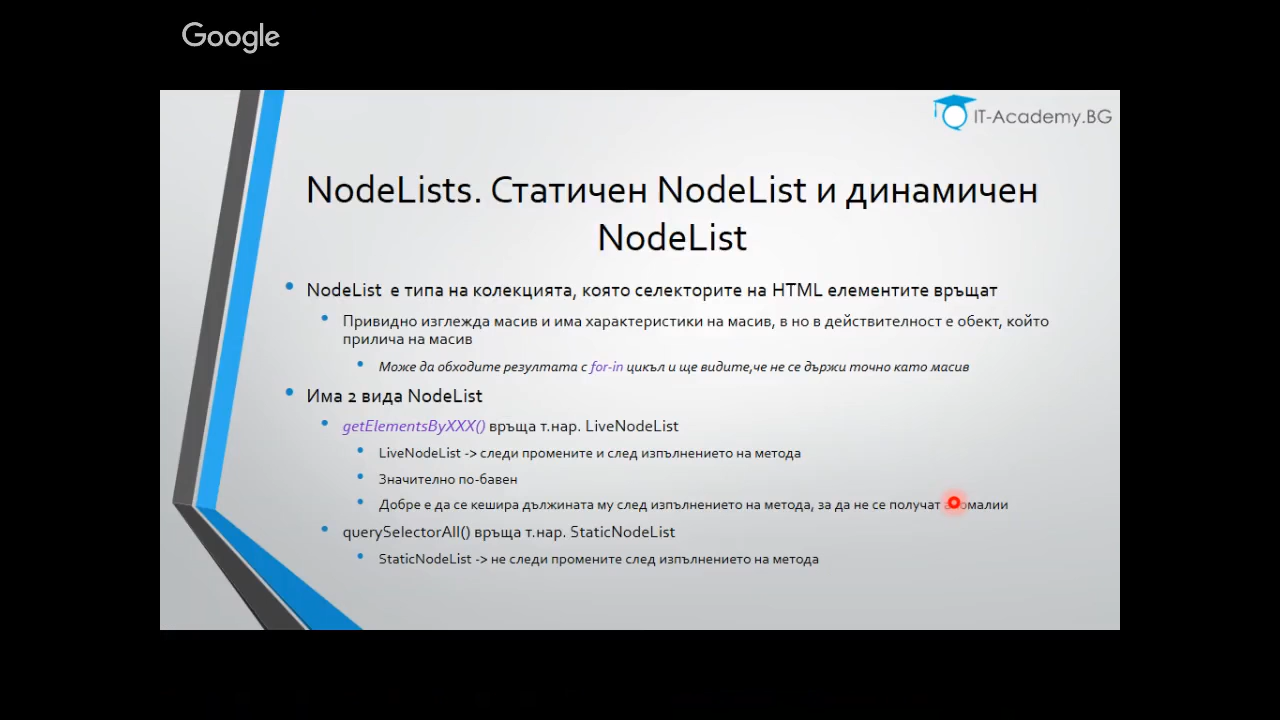 Google
IT-Academy.BG
NodeLists. Статичен NodeList и динамичен
NodeList
NodeList е типа на колекцията, която селекторите на HTML елементите връщат
Привидно изглежда масив и има характеристики на масив, в но в действителност е обект, който
прилича на масив
Може да обходите резултата с for-in цикъл и ще видите,че не се държи точно като масив
Има 2 вида NodeList
getElementsByXXX() връща т.нар. LiveNodeList
LiveNodeList -> следи промените и след изпълнението на метода
Значително по-бавен
Добре е да се кешира дължината му след изпълнението на метода, за да не се получат аномалии
querySelectorAll() връща т.нар. StaticNodeList
StaticNodeList -> не следи промените след изпълнението на метода